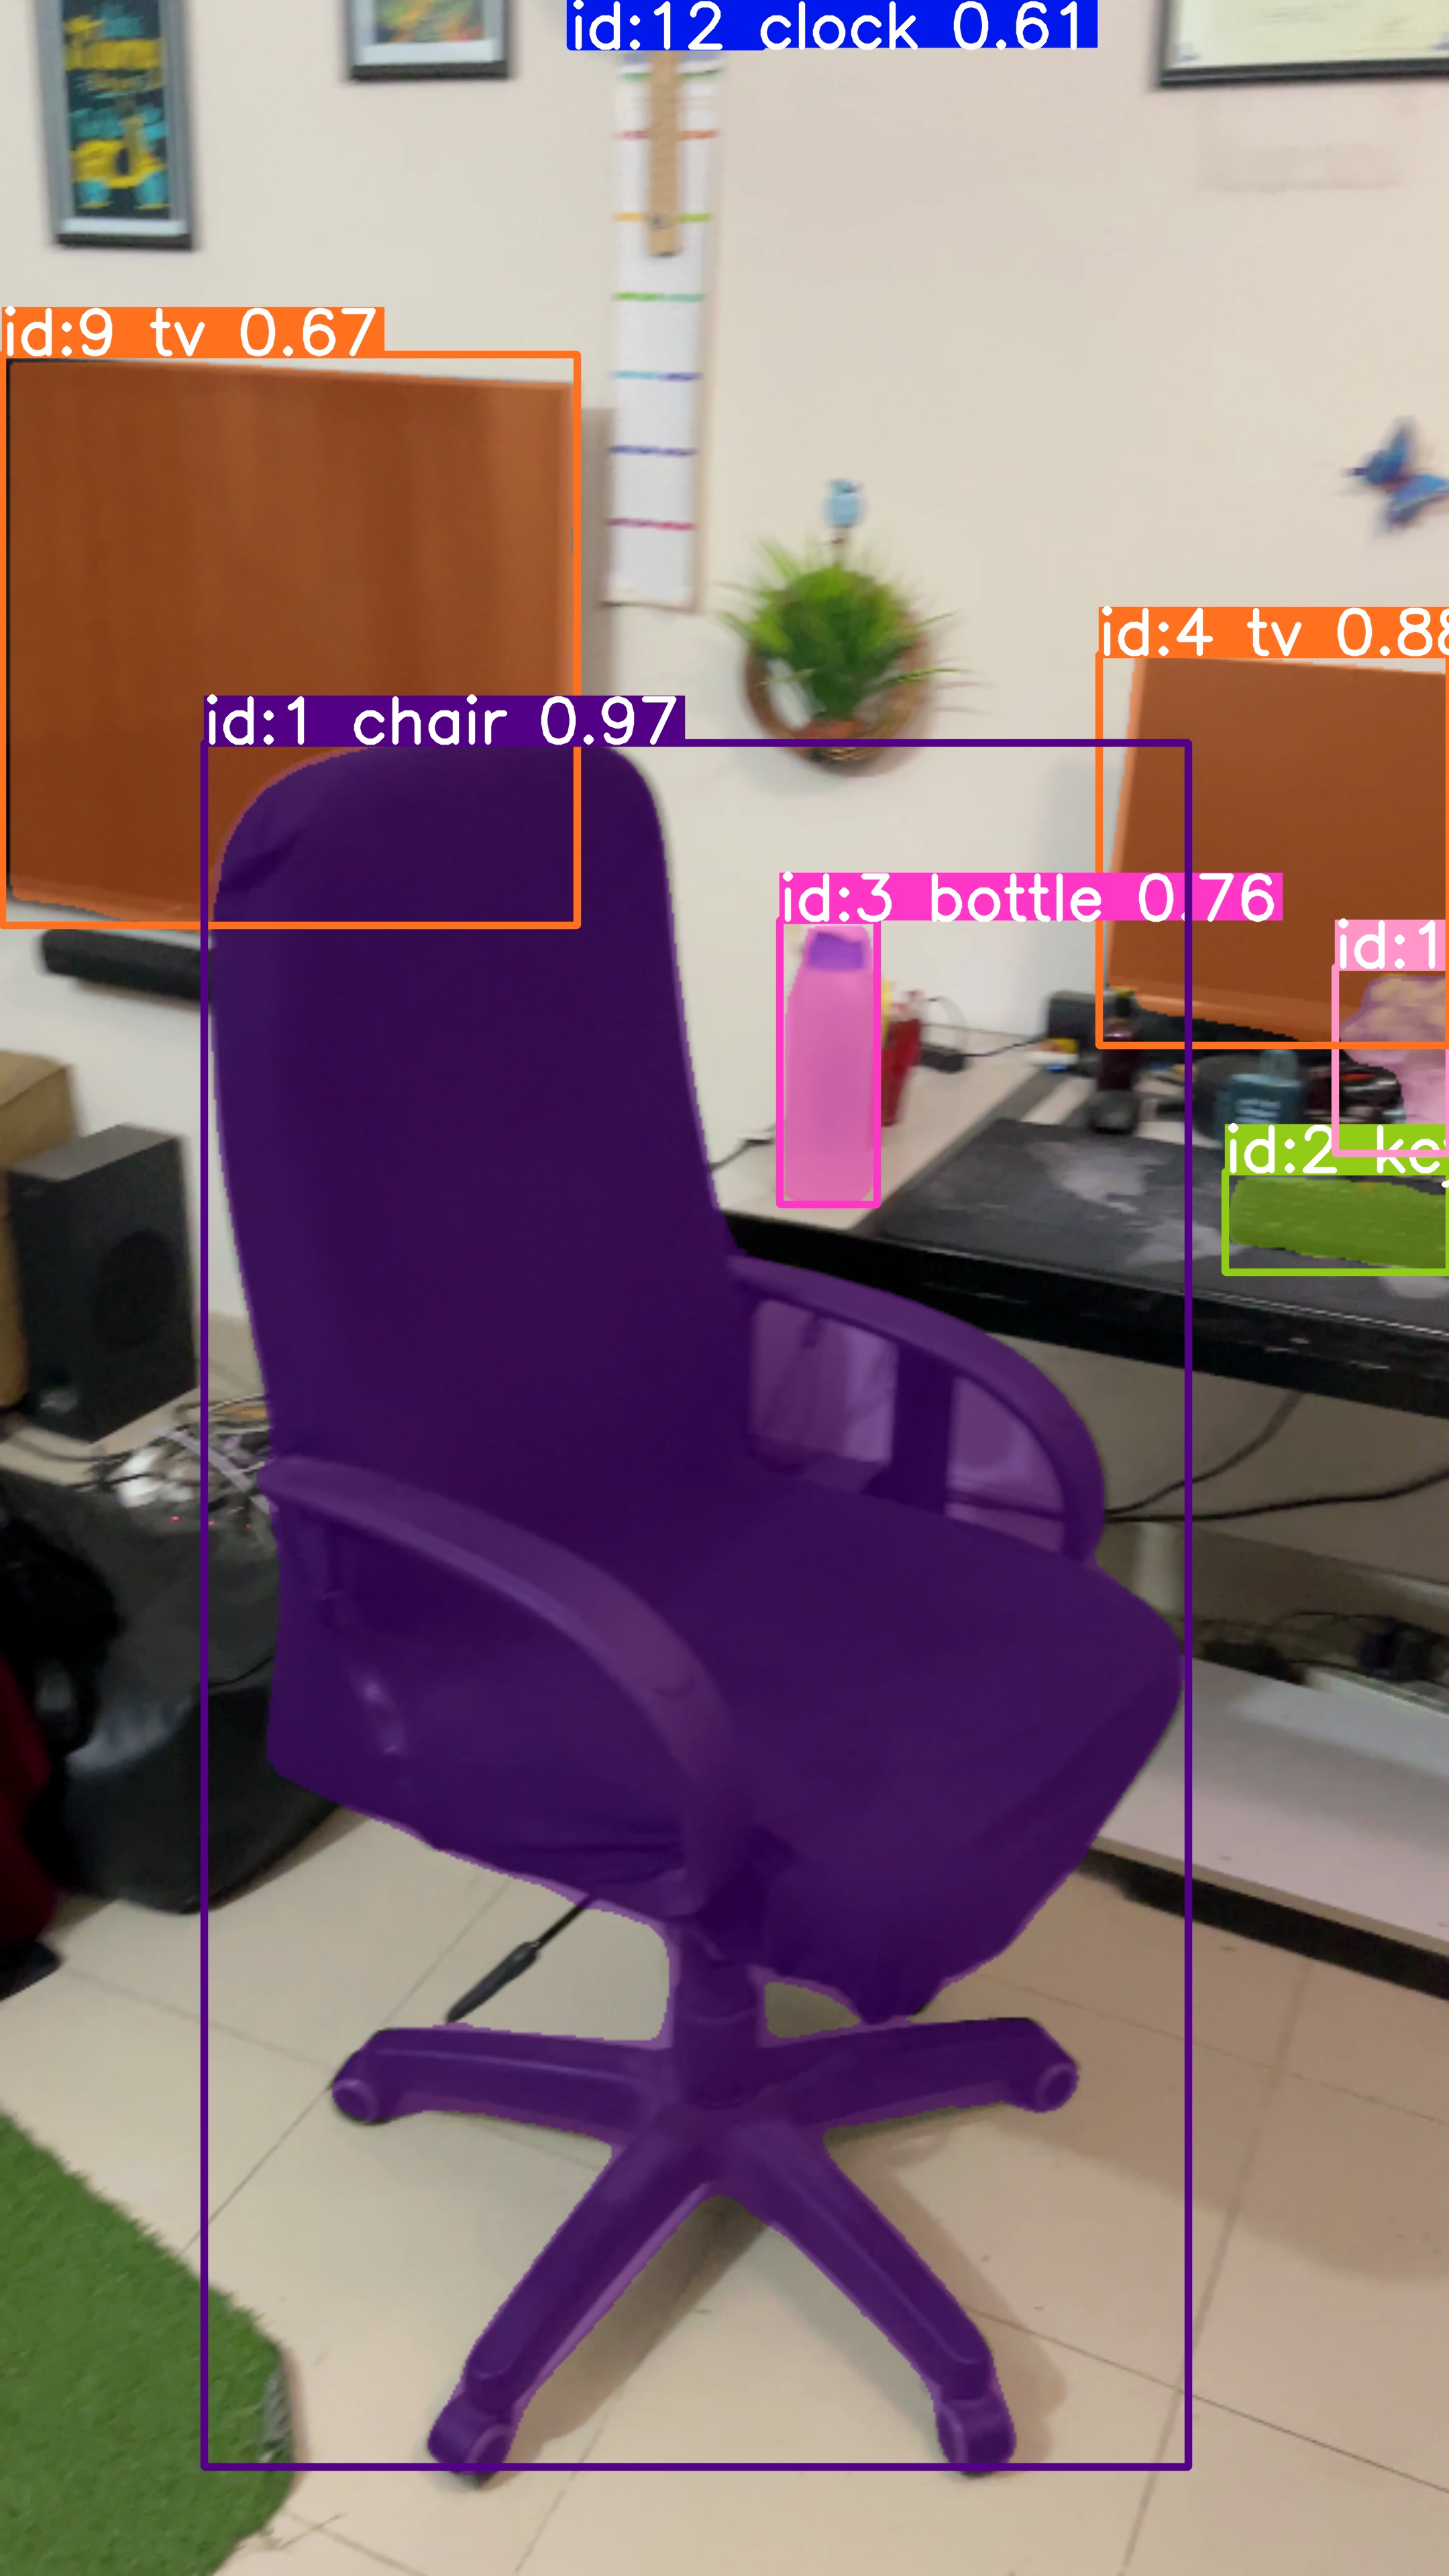 id:12 clock 0.61
id:9 tv 0.67
id:4 tv 0.88
id:1 chair 0.97
id:3 bottle 0.76
id:1
id:2 key